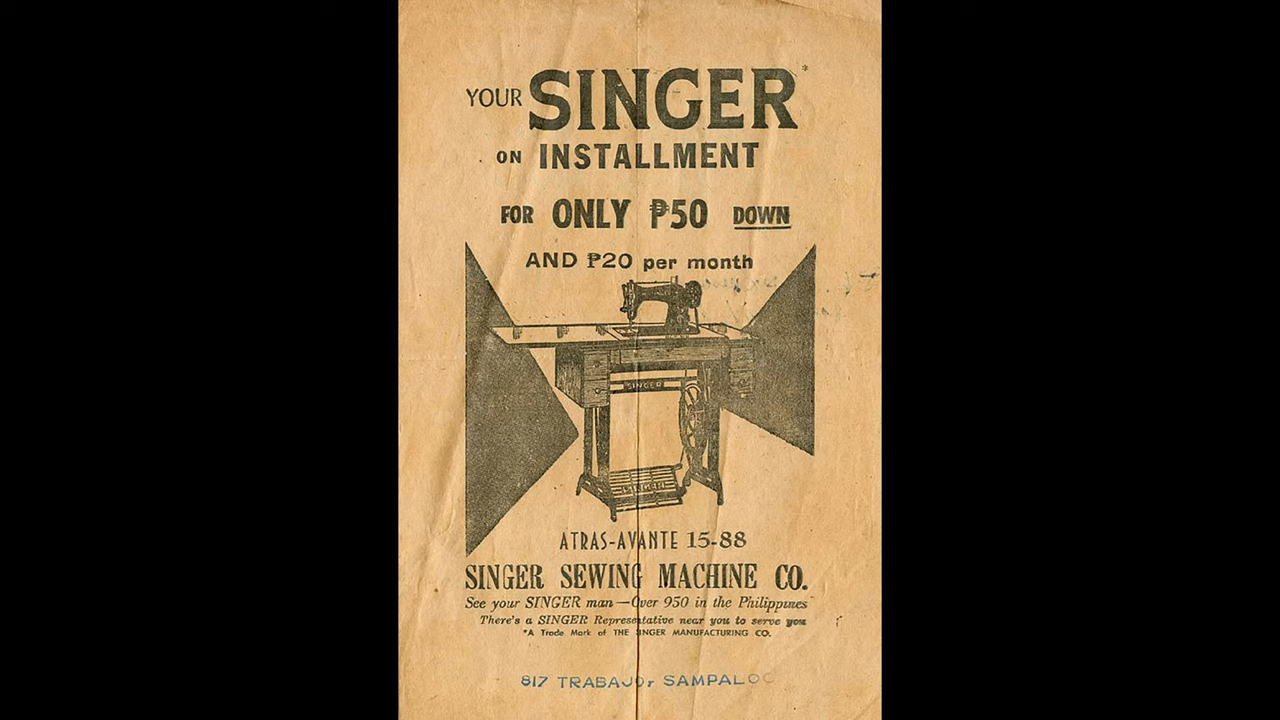 YOUR SINGER*
ON INSTALLMENT
FOR ONLY ₱50 DOWN
AND ₱20 per month
SINGER
SINGER
ATRAS-AVANTE 15-88
SINGER SEWING MACHINE CO.
See your SINGER man—Over 950 in the Philippines
There's a SINGER Representative near you to serve you
*A Trade Mark of THE SINGER MANUFACTURING CO.
817 TRABAJO, SAMPALOC